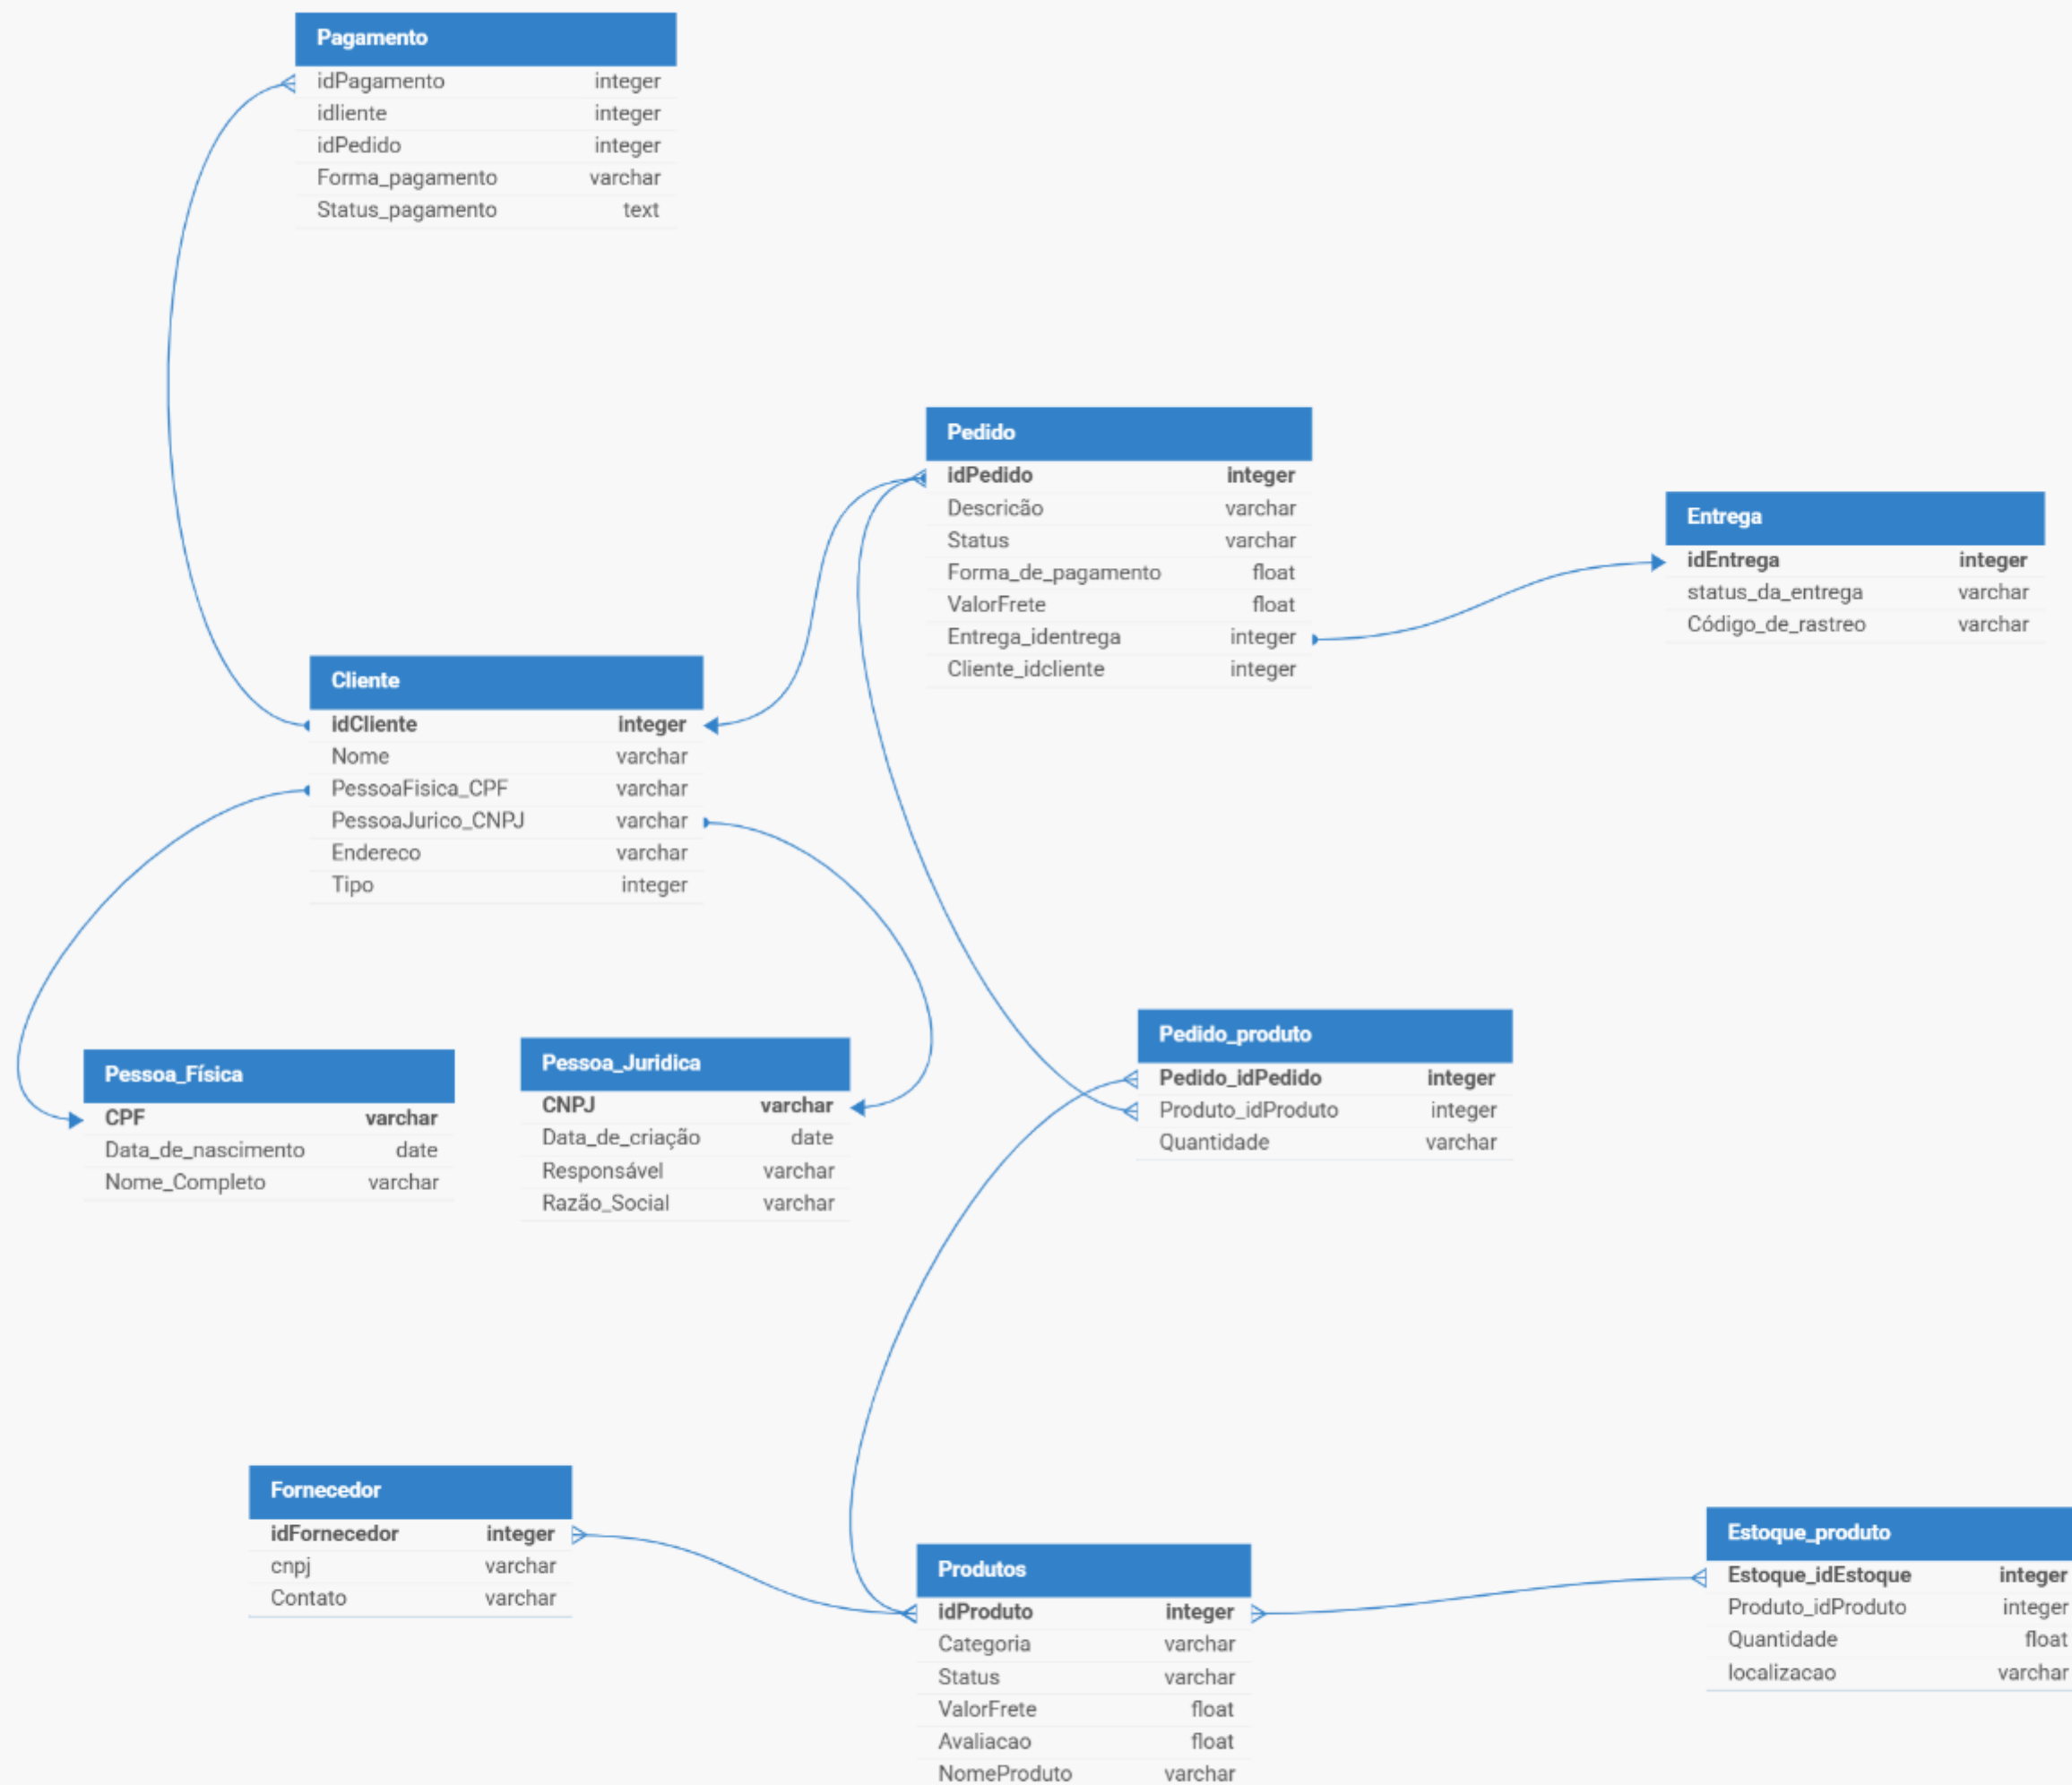 Pagamento
idPagamento integer
idliente integer
idPedido integer
Forma_pagamento varchar
Status_pagamento text
Pedido
idPedido integer
Descricão varchar
Status varchar
Forma_de_pagamento float
ValorFrete float
Entrega_identrega integer
Cliente_idcliente integer
Entrega
idEntrega integer
status_da_entrega varchar
Código_de_rastreo varchar
Cliente
idCliente integer
Nome varchar
PessoaFisica_CPF varchar
PessoaJurico_CNPJ varchar
Endereco varchar
Tipo integer
Pessoa_Física
CPF varchar
Data_de_nascimento date
Nome_Completo varchar
Pessoa_Juridica
CNPJ varchar
Data_de_criação date
Responsável varchar
Razão_Social varchar
Pedido_produto
Pedido_idPedido integer
Produto_idProduto integer
Quantidade varchar
Fornecedor
idFornecedor integer
cnpj varchar
Contato varchar
Produtos
idProduto integer
Categoria varchar
Status varchar
ValorFrete float
Avaliacao float
NomeProduto varchar
Estoque_produto
Estoque_idEstoque integer
Produto_idProduto integer
Quantidade float
localizacao varchar